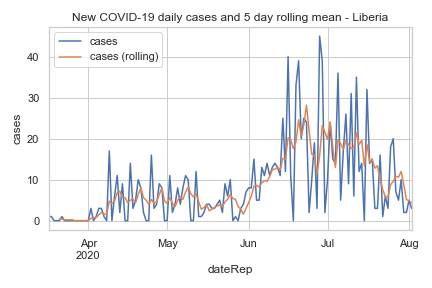 New COVID-19 daily cases and 5 day rolling mean - Liberia
cases
cases (rolling)
cases
40
30
20
10
0
Apr
2020
May
Jun
Jul
Aug
dateRep